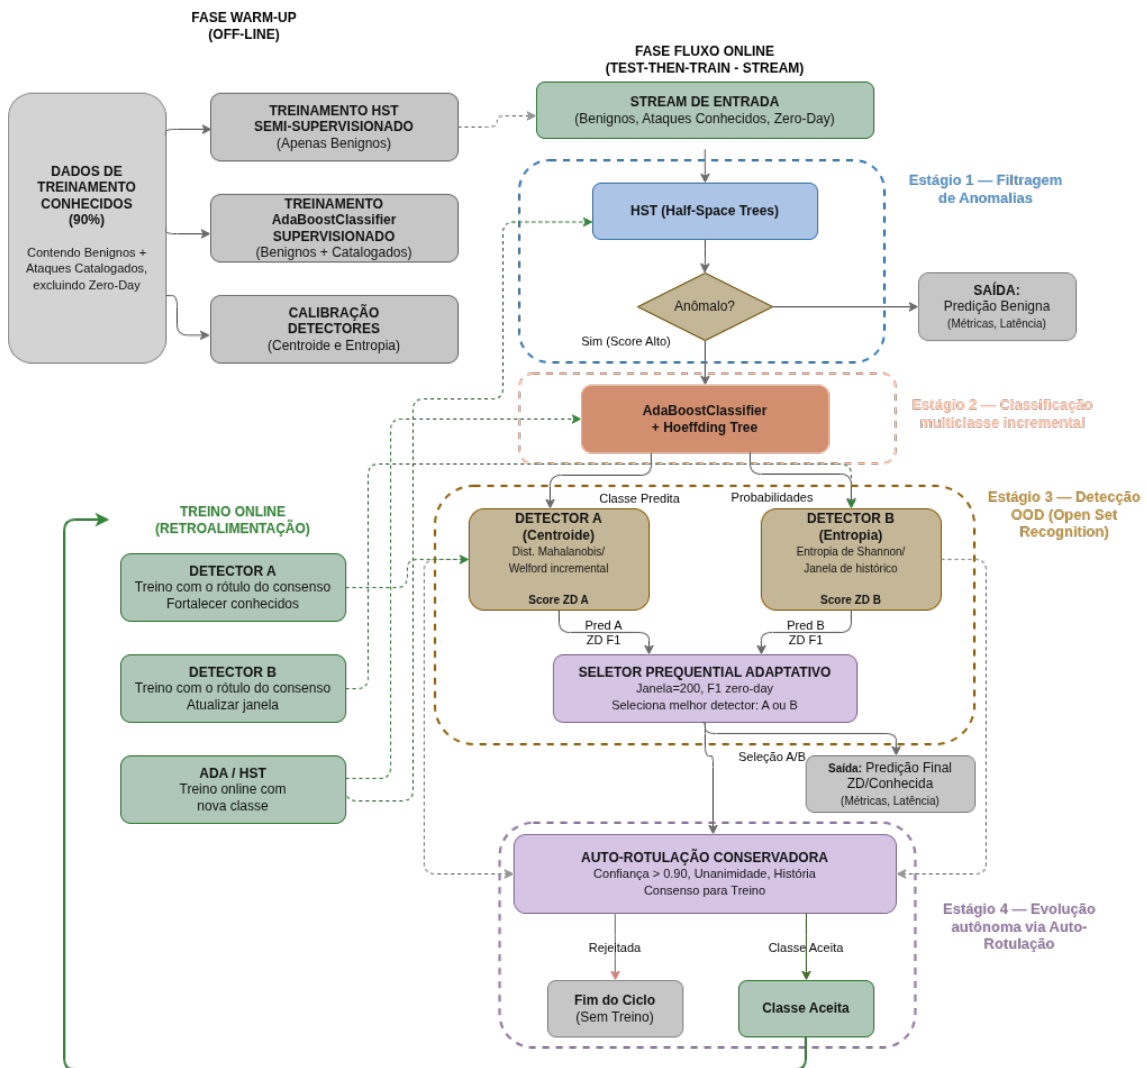 FASE WARM-UP
(OFF-LINE)
FASE FLUXO ONLINE
(TEST-THEN-TRAIN - STREAM)
DADOS DE
TREINAMENTO
CONHECIDOS
(90%)
Contendo Benignos +
Ataques Catalogados,
excluindo Zero-Day
TREINAMENTO HST
SEMI-SUPERVISIONADO
(Apenas Benignos)
TREINAMENTO
AdaBoostClassifier
SUPERVISIONADO
(Benignos + Catalogados)
CALIBRAÇÃO
DETECTORES
(Centroide e Entropia)
STREAM DE ENTRADA
(Benignos, Ataques Conhecidos, Zero-Day)
Estágio 1 — Filtragem
de Anomalias
HST (Half-Space Trees)
Anômalo?
SAÍDA:
Predição Benigna
(Métricas, Latência)
Sim (Score Alto)
Estágio 2 — Classificação
multiclasse incremental
AdaBoostClassifier
+ Hoeffding Tree
Classe Predita
Probabilidades
Estágio 3 — Detecção
OOD (Open Set
Recognition)
DETECTOR A
(Centroide)
Dist. Mahalanobis/
Welford incremental
Score ZD A
DETECTOR B
(Entropia)
Entropia de Shannon/
Janela de histórico
Score ZD B
Pred A
ZD F1
Pred B
ZD F1
SELETOR PREQUENTIAL ADAPTATIVO
Janela=200, F1 zero-day
Seleciona melhor detector: A ou B
Seleção A/B
Saída: Predição Final
ZD/Conhecida
(Métricas, Latência)
TREINO ONLINE
(RETROALIMENTAÇÃO)
DETECTOR A
Treino com o rótulo do consenso
Fortalecer conhecidos
DETECTOR B
Treino com o rótulo do consenso
Atualizar janela
ADA / HST
Treino online com
nova classe
AUTO-ROTULAÇÃO CONSERVADORA
Confiança > 0.90, Unanimidade, História
Consenso para Treino
Estágio 4 — Evolução
autônoma via Auto-
Rotulação
Rejeitada
Classe Aceita
Fim do Ciclo
(Sem Treino)
Classe Aceita